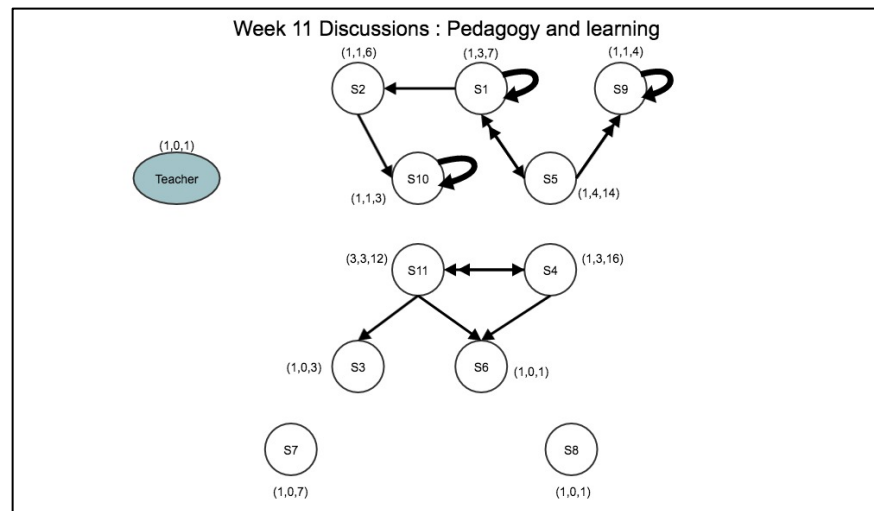 Week 11 Discussions : Pedagogy and learning
(1,1,6)
(1,3,7)
(1,1,4)
S2
S1
S9
(1,0,1)
Teacher
S10
S5
(1,1,3)
(1,4,14)
(3,3,12)
S11
S4
(1,3,16)
(1,0,3)
S3
S6
(1,0,1)
S7
S8
(1,0,7)
(1,0,1)